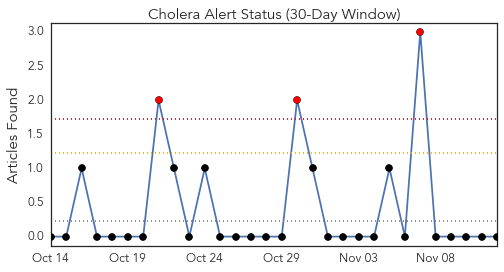 Cholera Alert Status (30-Day Window)
Articles Found
3.0
2.5
2.0
1.5
1.0
0.5
0.0
Oct 14 Oct 19 Oct 24 Oct 29 Nov 03 Nov 08